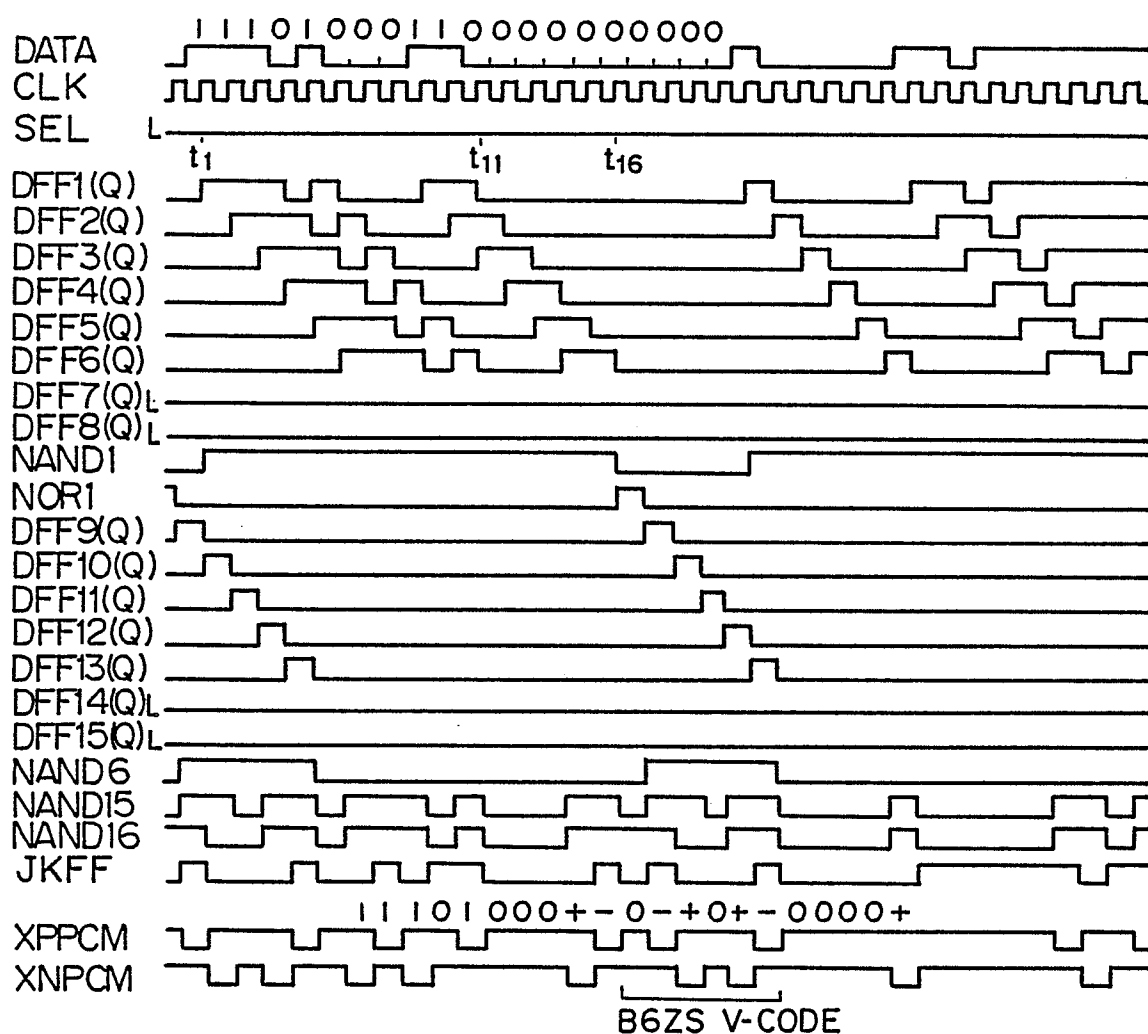 1 1 1 0 1 0 0 0 1 1 0 0 0 0 0 0 0 0 0 0
DATA
CLK
SEL L
t1 t11 t16
DFF1(Q)
DFF2(Q)
DFF3(Q)
DFF4(Q)
DFF5(Q)
DFF6(Q)
DFF7(Q) L
DFF8(Q) L
NAND1
NOR1
DFF9(Q)
DFF10(Q)
DFF11(Q)
DFF12(Q)
DFF13(Q)
DFF14(Q) L
DFF15(Q) L
NAND6
NAND15
NAND16
JKFF
1 1 1 0 1 0 0 0 + - 0 - + 0 + - 0 0 0 0 +
XPPCM
XNPCM
B6ZS V-CODE